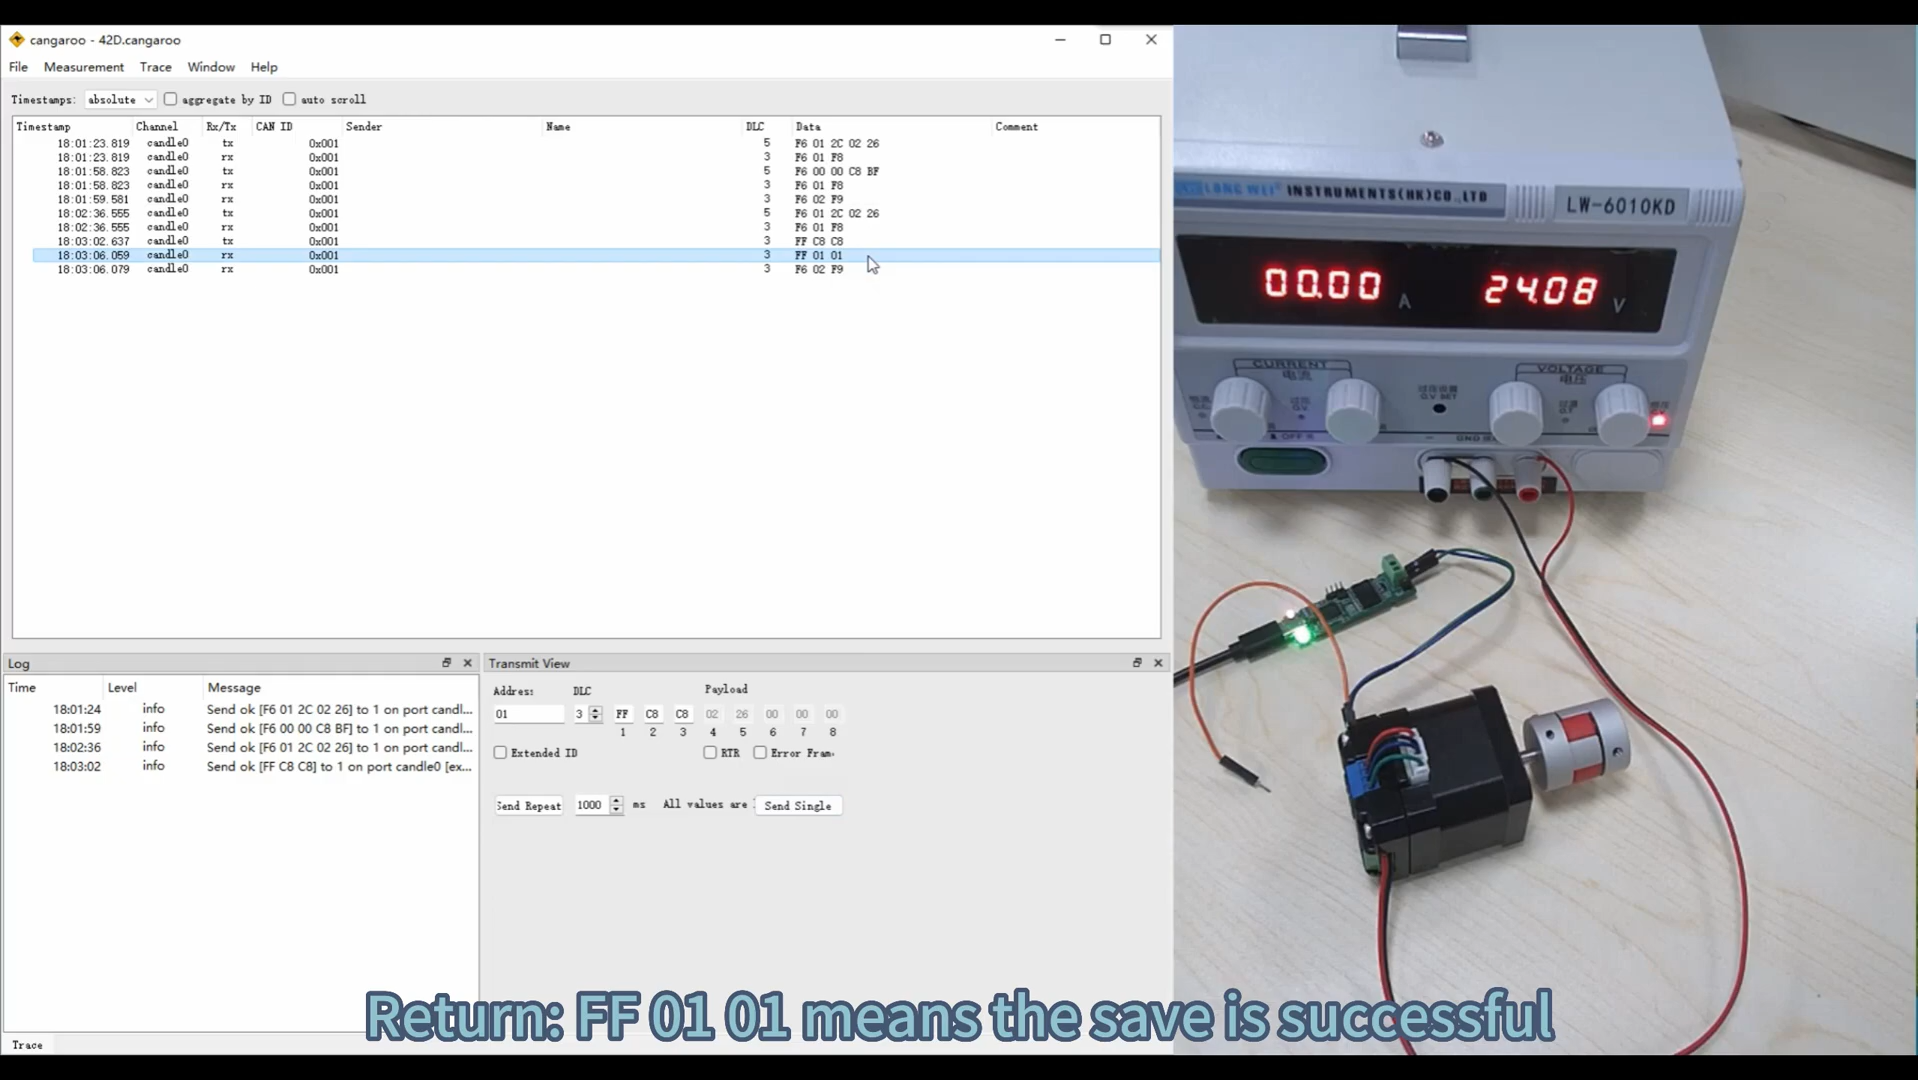 cangaroo - 42D.cangaroo
File Measurement Trace Window Help
Timestamps: absolute aggregate by ID auto scroll
Timestamp Channel Rx/Tx CAN ID Sender Name DLC Data Comment
18:01:23.819 candle0 tx 0x001 5 F6 01 2C 02 26
18:01:23.819 candle0 rx 0x001 3 F6 01 F8
18:01:58.823 candle0 tx 0x001 5 F6 00 00 C8 BF
18:01:58.823 candle0 rx 0x001 3 F6 01 F8
18:01:59.581 candle0 rx 0x001 3 F6 02 F9
18:02:36.555 candle0 tx 0x001 5 F6 01 2C 02 26
18:02:36.555 candle0 rx 0x001 3 F6 01 F8
18:03:02.637 candle0 tx 0x001 3 FF C8 C8
18:03:06.059 candle0 rx 0x001 3 FF 01 01
18:03:06.079 candle0 rx 0x001 3 F6 02 F9
Log
Time Level Message
18:01:24 info Send ok [F6 01 2C 02 26] to 1 on port candl...
18:01:59 info Send ok [F6 00 00 C8 BF] to 1 on port candl...
18:02:36 info Send ok [F6 01 2C 02 26] to 1 on port candl...
18:03:02 info Send ok [FF C8 C8] to 1 on port candle0 [ex...
Transmit View
Address: DLC Payload
01 3 FF C8 C8 02 26 00 00 00
1 2 3 4 5 6 7 8
Extended ID RTR Error Fram
Send Repeat 1000 ms All values are Send Single
Trace
LONG WEI INSTRUMENTS(HK)CO.,LTD LW-6010KD
00.00 A 24.08 V
CURRENT
电流
VOLTAGE
电压
O.V SET
OFF
GND
Return: FF 01 01 means the save is successful